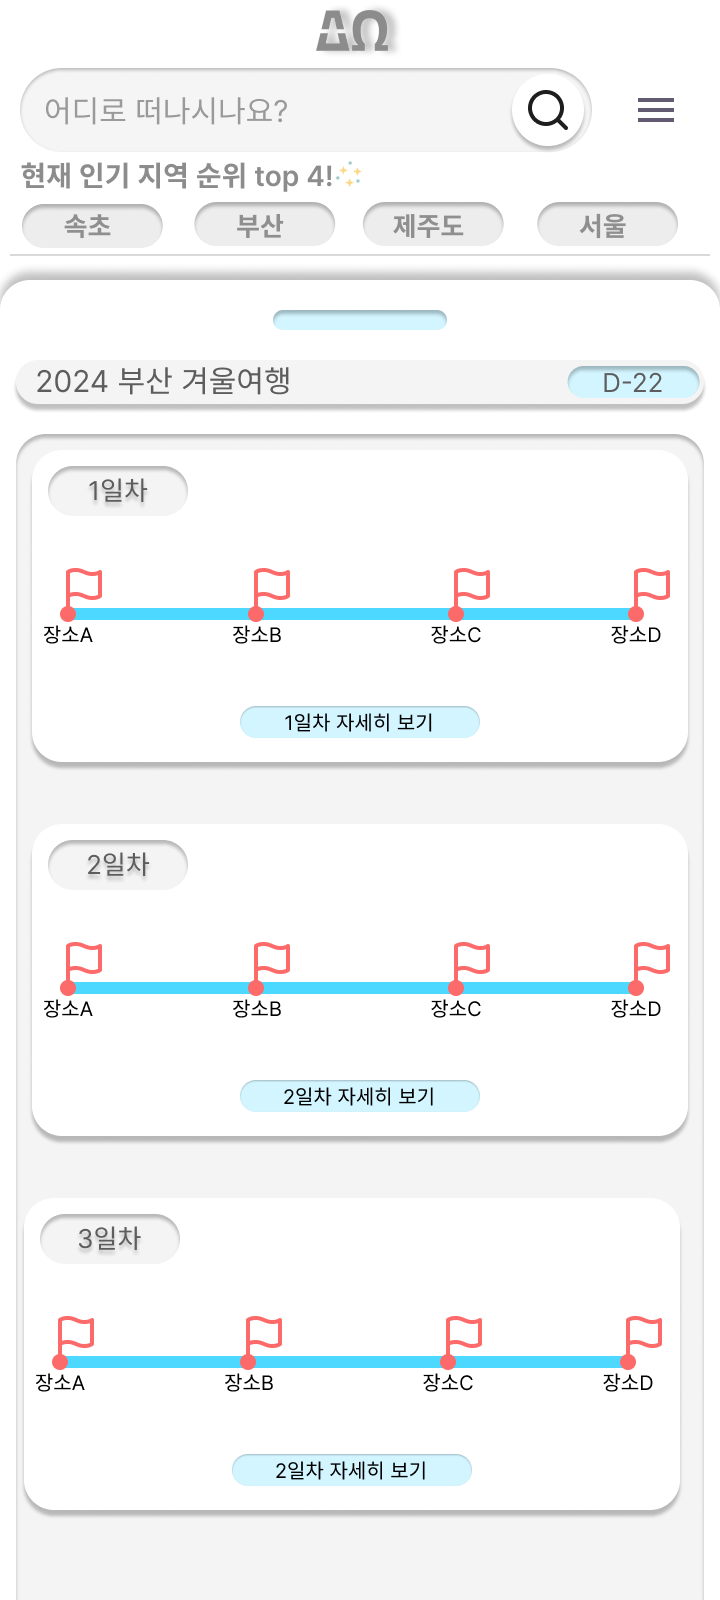 ΔΩ
어디로 떠나시나요?
현재 인기 지역 순위 top 4!✨
속초 부산 제주도 서울
2024 부산 겨울여행 D-22
1일차
장소A 장소B 장소C 장소D
1일차 자세히 보기
2일차
장소A 장소B 장소C 장소D
2일차 자세히 보기
3일차
장소A 장소B 장소C 장소D
2일차 자세히 보기